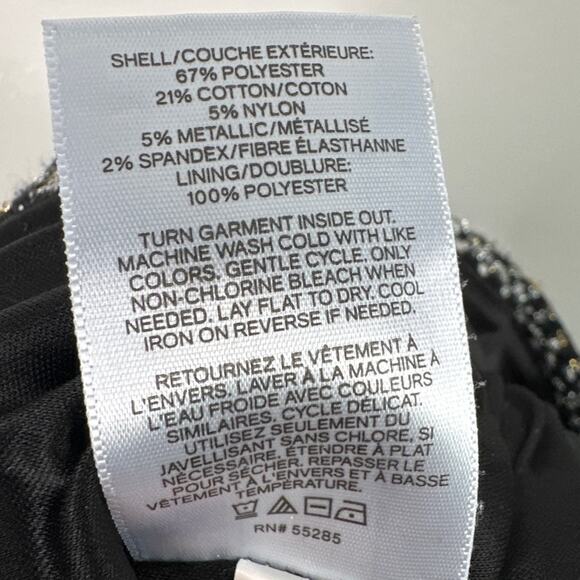 SHELL/COUCHE EXTÉRIEURE:
67% POLYESTER
21% COTTON/COTON
5% NYLON
5% METALLIC/MÉTALLISÉ
2% SPANDEX/FIBRE ÉLASTHANNE
LINING/DOUBLURE:
100% POLYESTER
TURN GARMENT INSIDE OUT.
MACHINE WASH COLD WITH LIKE
COLORS. GENTLE CYCLE. ONLY
NON-CHLORINE BLEACH WHEN
NEEDED. LAY FLAT TO DRY. COOL
IRON ON REVERSE IF NEEDED.
RETOURNEZ LE VÊTEMENT À
L'ENVERS. LAVER À LA MACHINE À
L'EAU FROIDE AVEC COULEURS
SIMILAIRES. CYCLE DÉLICAT.
UTILISEZ SEULEMENT DU
JAVELLISANT SANS CHLORE, SI
NÉCESSAIRE. ÉTENDRE À PLAT
POUR SÉCHER. REPASSER LE
VÊTEMENT À L'ENVERS ET À BASSE
TEMPÉRATURE.
RN# 55285